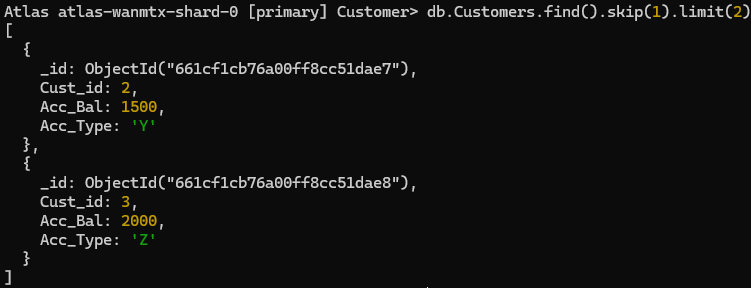 Atlas atlas-wanmtx-shard-0 [primary] Customer> db.Customers.find().skip(1).limit(2)
[
  {
    _id: ObjectId("661cf1cb76a00ff8cc51dae7"),
    Cust_id: 2,
    Acc_Bal: 1500,
    Acc_Type: 'Y'
  },
  {
    _id: ObjectId("661cf1cb76a00ff8cc51dae8"),
    Cust_id: 3,
    Acc_Bal: 2000,
    Acc_Type: 'Z'
  }
]